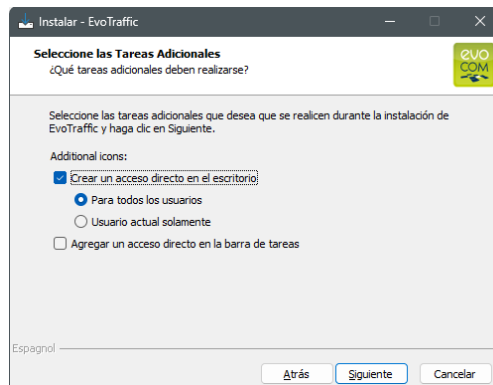 Instalar - EvoTraffic
Seleccione las Tareas Adicionales
¿Qué tareas adicionales deben realizarse?
evo
COM
Seleccione las tareas adicionales que desea que se realicen durante la instalación de
EvoTraffic y haga clic en Siguiente.
Additional icons:
Crear un acceso directo en el escritorio
Para todos los usuarios
Usuario actual solamente
Agregar un acceso directo en la barra de tareas
Espagnol
Atrás Siguiente Cancelar